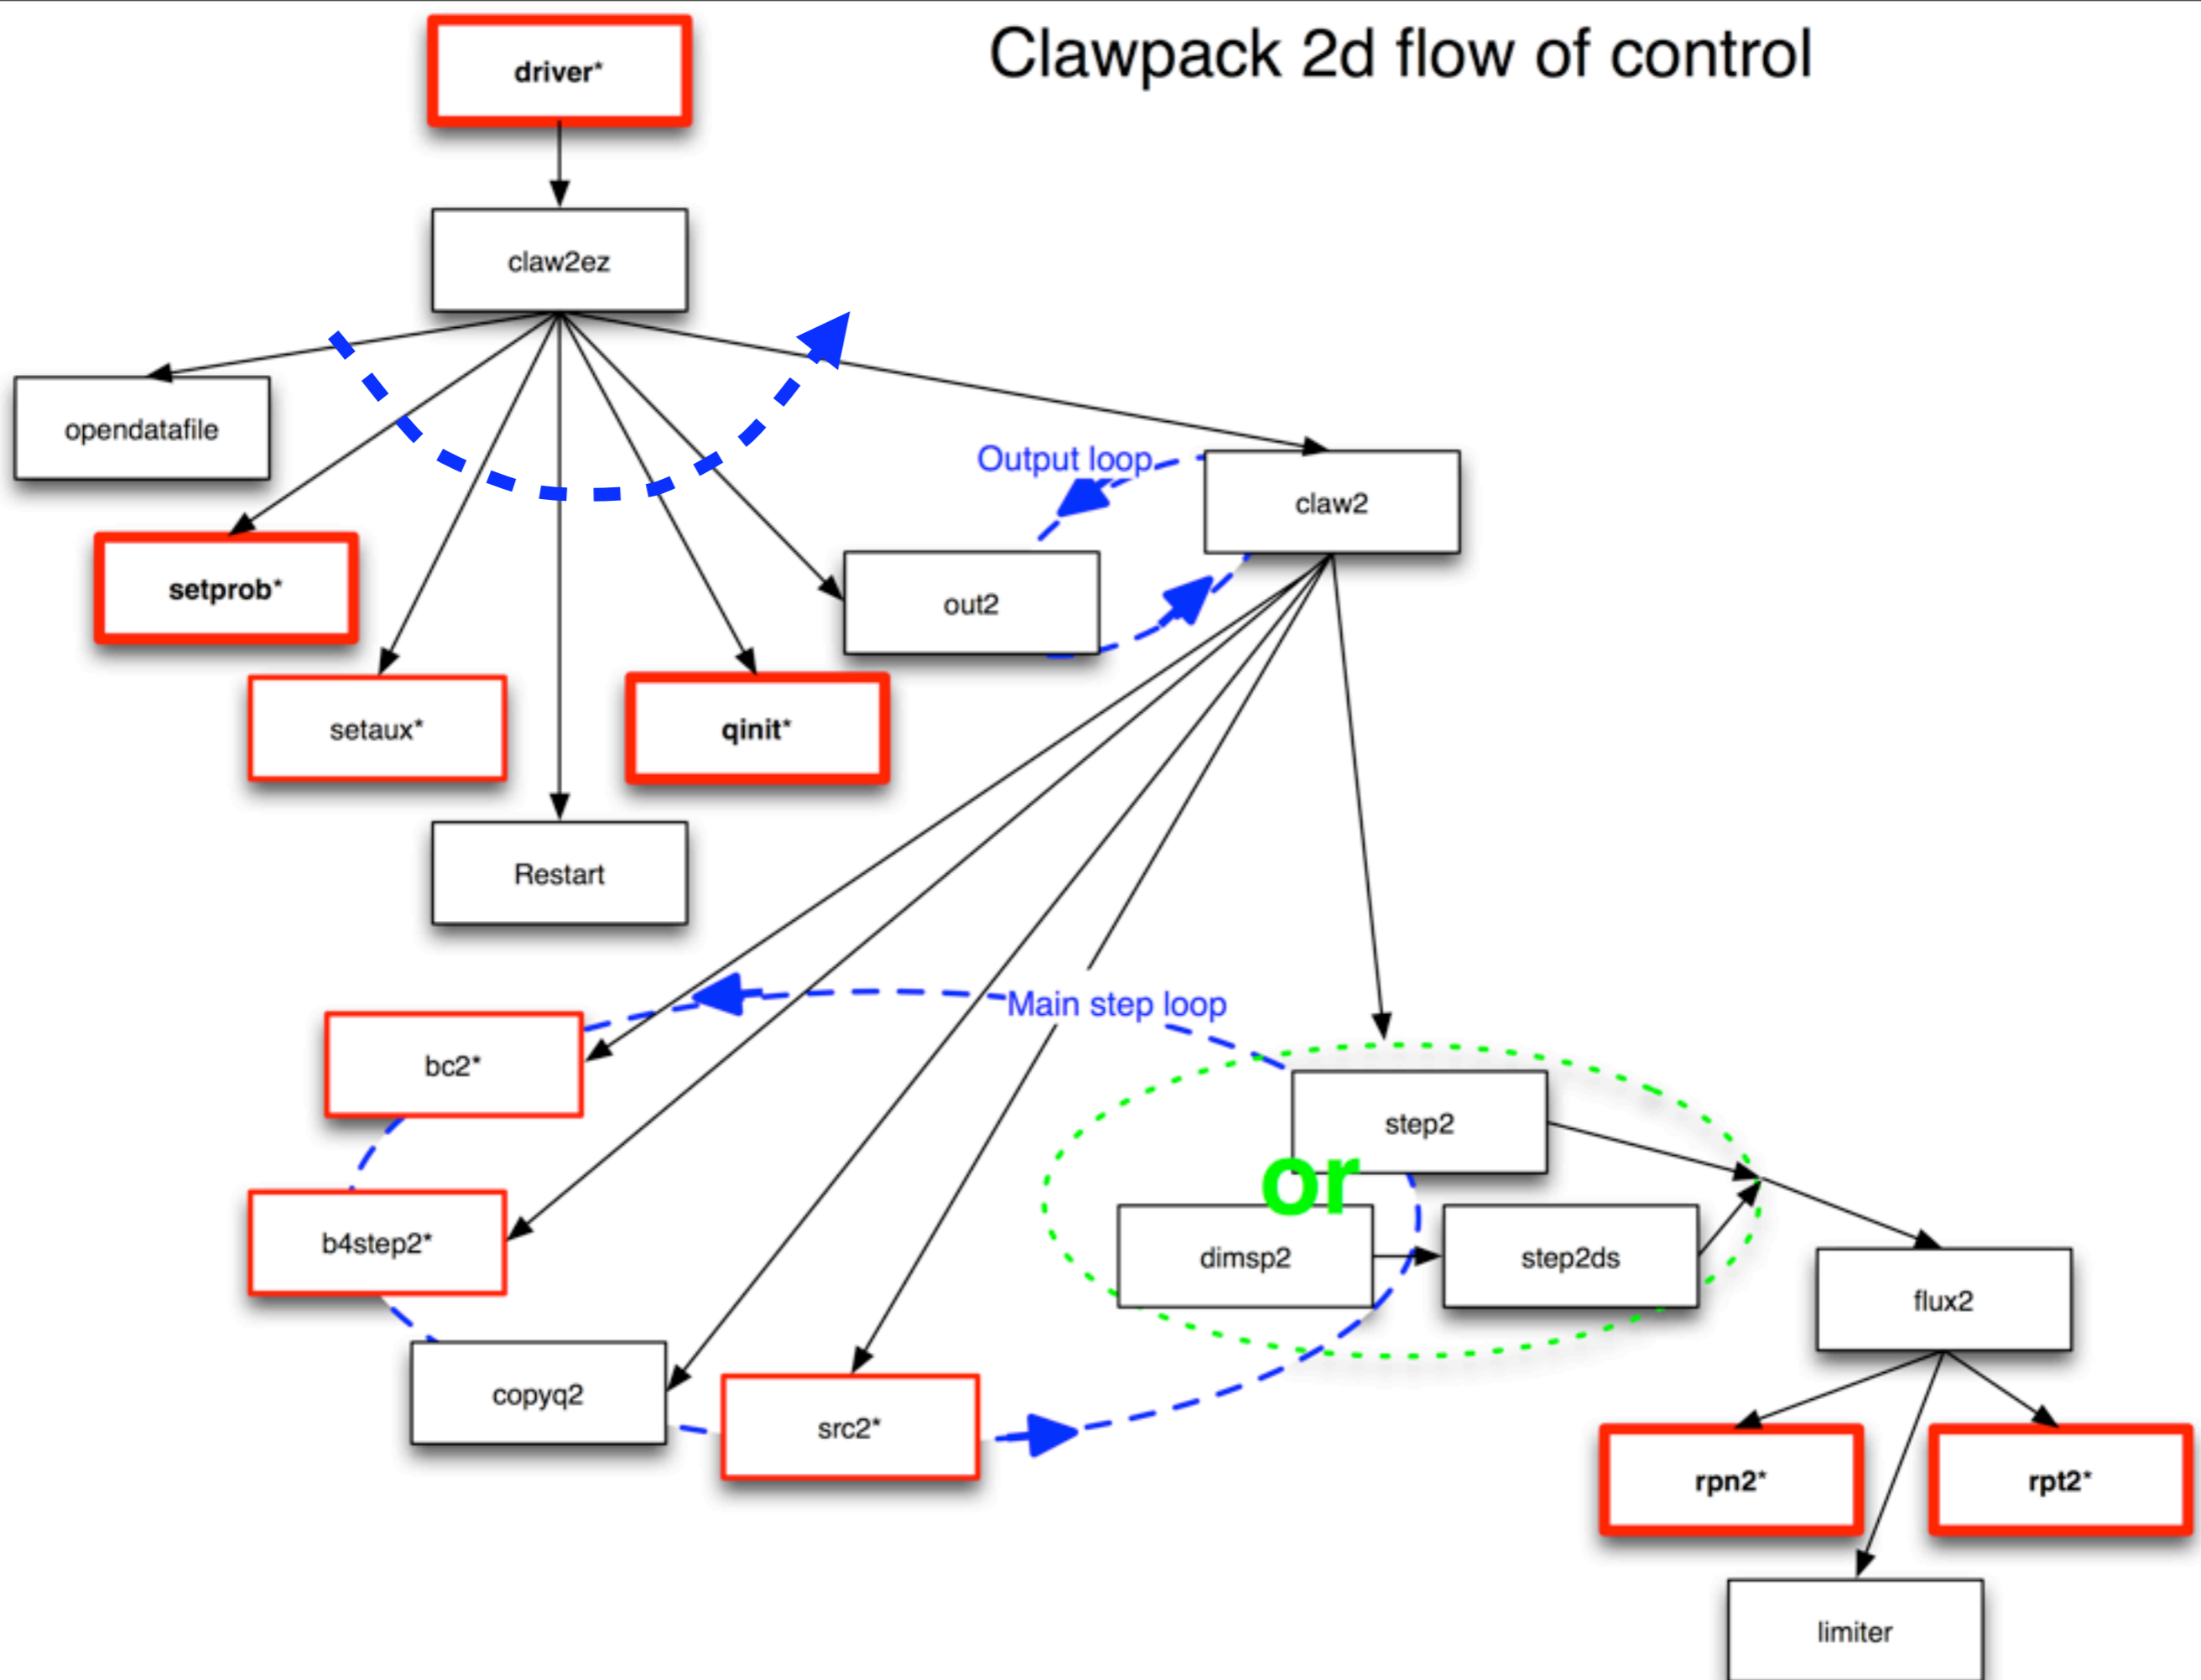 Clawpack 2d flow of control
driver*
claw2ez
opendatafile
Output loop
claw2
setprob*
out2
setaux*
qinit*
Restart
Main step loop
bc2*
step2
or
b4step2*
dimsp2
step2ds
flux2
copyq2
src2*
rpn2*
rpt2*
limiter